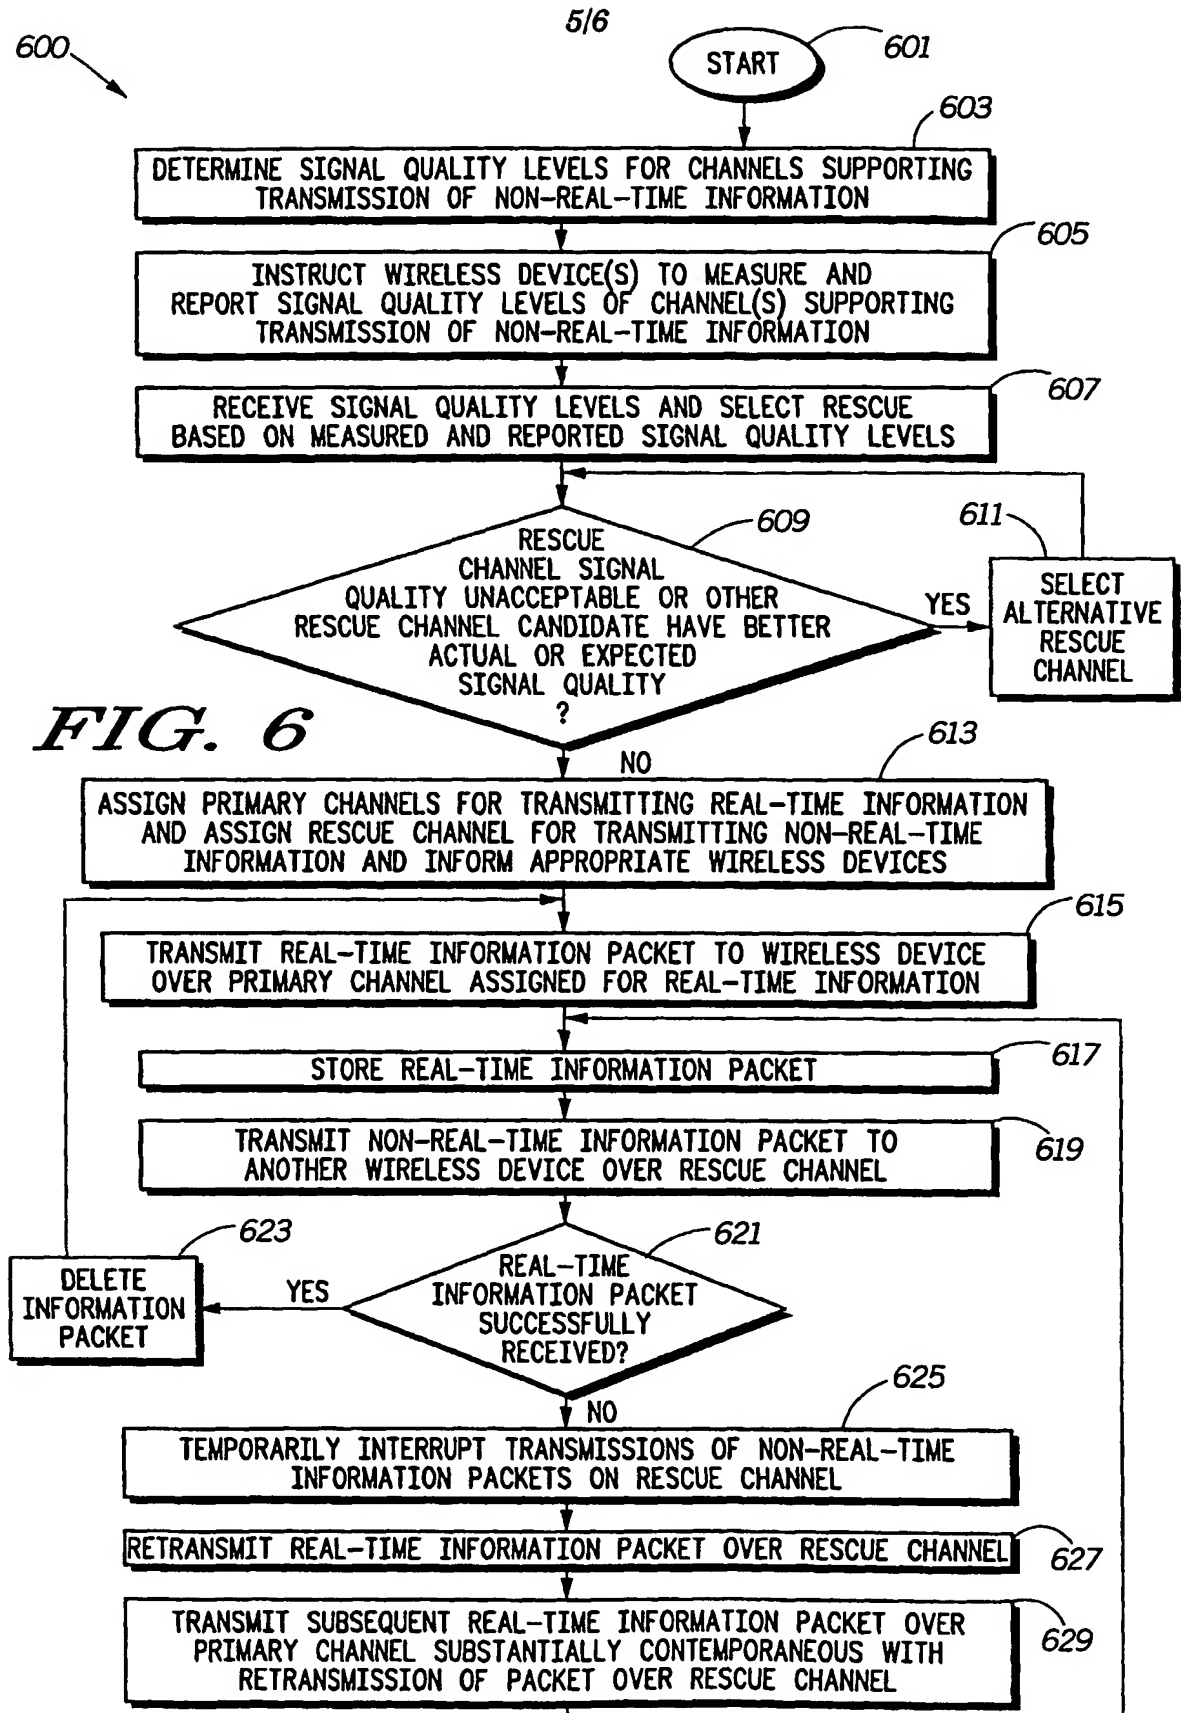 5/6
600
START
601
603
DETERMINE SIGNAL QUALITY LEVELS FOR CHANNELS SUPPORTING
TRANSMISSION OF NON-REAL-TIME INFORMATION
605
INSTRUCT WIRELESS DEVICE(S) TO MEASURE AND
REPORT SIGNAL QUALITY LEVELS OF CHANNEL(S) SUPPORTING
TRANSMISSION OF NON-REAL-TIME INFORMATION
607
RECEIVE SIGNAL QUALITY LEVELS AND SELECT RESCUE
BASED ON MEASURED AND REPORTED SIGNAL QUALITY LEVELS
609
RESCUE
CHANNEL SIGNAL
QUALITY UNACCEPTABLE OR OTHER
RESCUE CHANNEL CANDIDATE HAVE BETTER
ACTUAL OR EXPECTED
SIGNAL QUALITY
?
YES
611
SELECT
ALTERNATIVE
RESCUE
CHANNEL
FIG. 6
NO
613
ASSIGN PRIMARY CHANNELS FOR TRANSMITTING REAL-TIME INFORMATION
AND ASSIGN RESCUE CHANNEL FOR TRANSMITTING NON-REAL-TIME
INFORMATION AND INFORM APPROPRIATE WIRELESS DEVICES
615
TRANSMIT REAL-TIME INFORMATION PACKET TO WIRELESS DEVICE
OVER PRIMARY CHANNEL ASSIGNED FOR REAL-TIME INFORMATION
617
STORE REAL-TIME INFORMATION PACKET
619
TRANSMIT NON-REAL-TIME INFORMATION PACKET TO
ANOTHER WIRELESS DEVICE OVER RESCUE CHANNEL
621
REAL-TIME
INFORMATION PACKET
SUCCESSFULLY
RECEIVED?
YES
623
DELETE
INFORMATION
PACKET
NO
625
TEMPORARILY INTERRUPT TRANSMISSIONS OF NON-REAL-TIME
INFORMATION PACKETS ON RESCUE CHANNEL
RETRANSMIT REAL-TIME INFORMATION PACKET OVER RESCUE CHANNEL
627
TRANSMIT SUBSEQUENT REAL-TIME INFORMATION PACKET OVER
PRIMARY CHANNEL SUBSTANTIALLY CONTEMPORANEOUS WITH
RETRANSMISSION OF PACKET OVER RESCUE CHANNEL
629